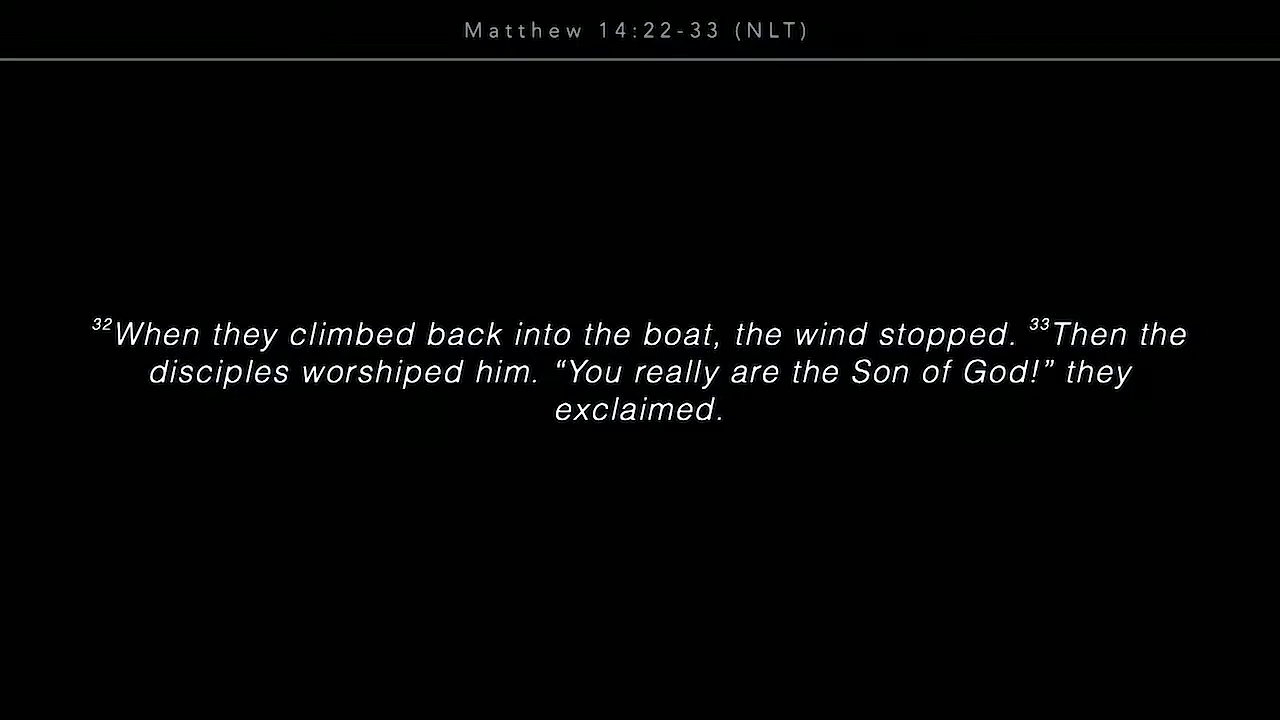 Matthew 14:22-33 (NLT)
32When they climbed back into the boat, the wind stopped. 33Then the
disciples worshiped him. “You really are the Son of God!” they
exclaimed.